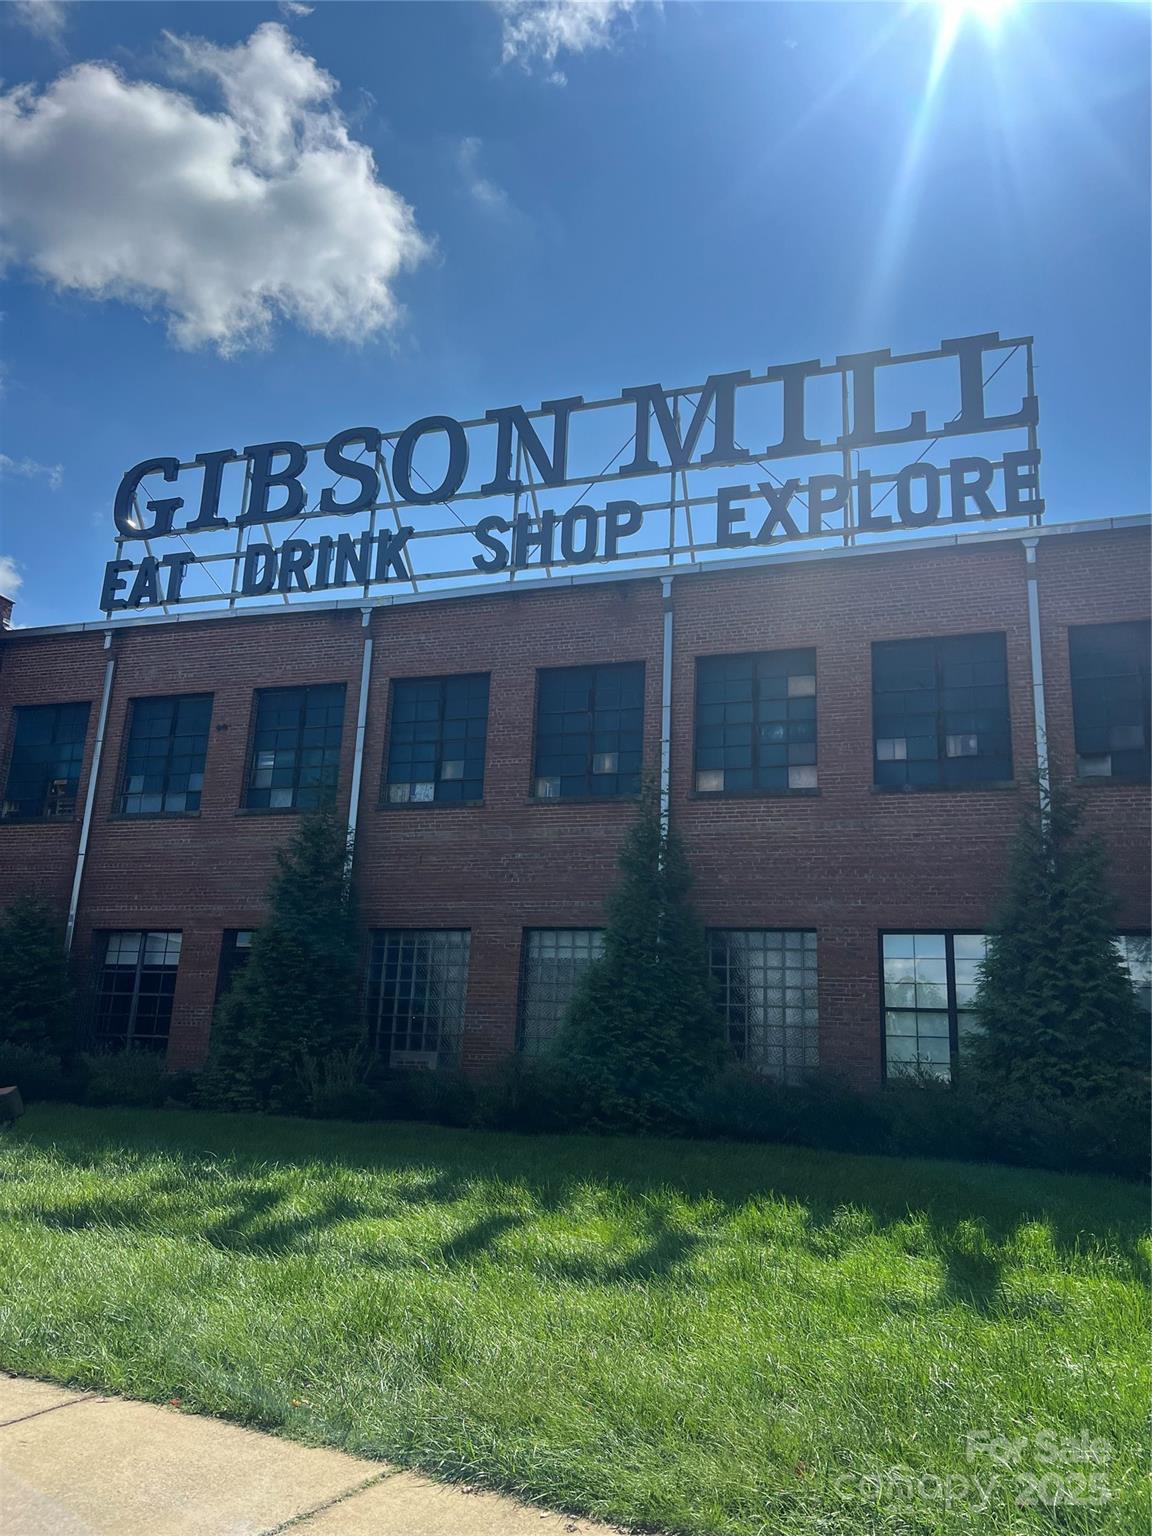 GIBSON MILL
EAT DRINK SHOP EXPLORE
For Sale
canopy 2025